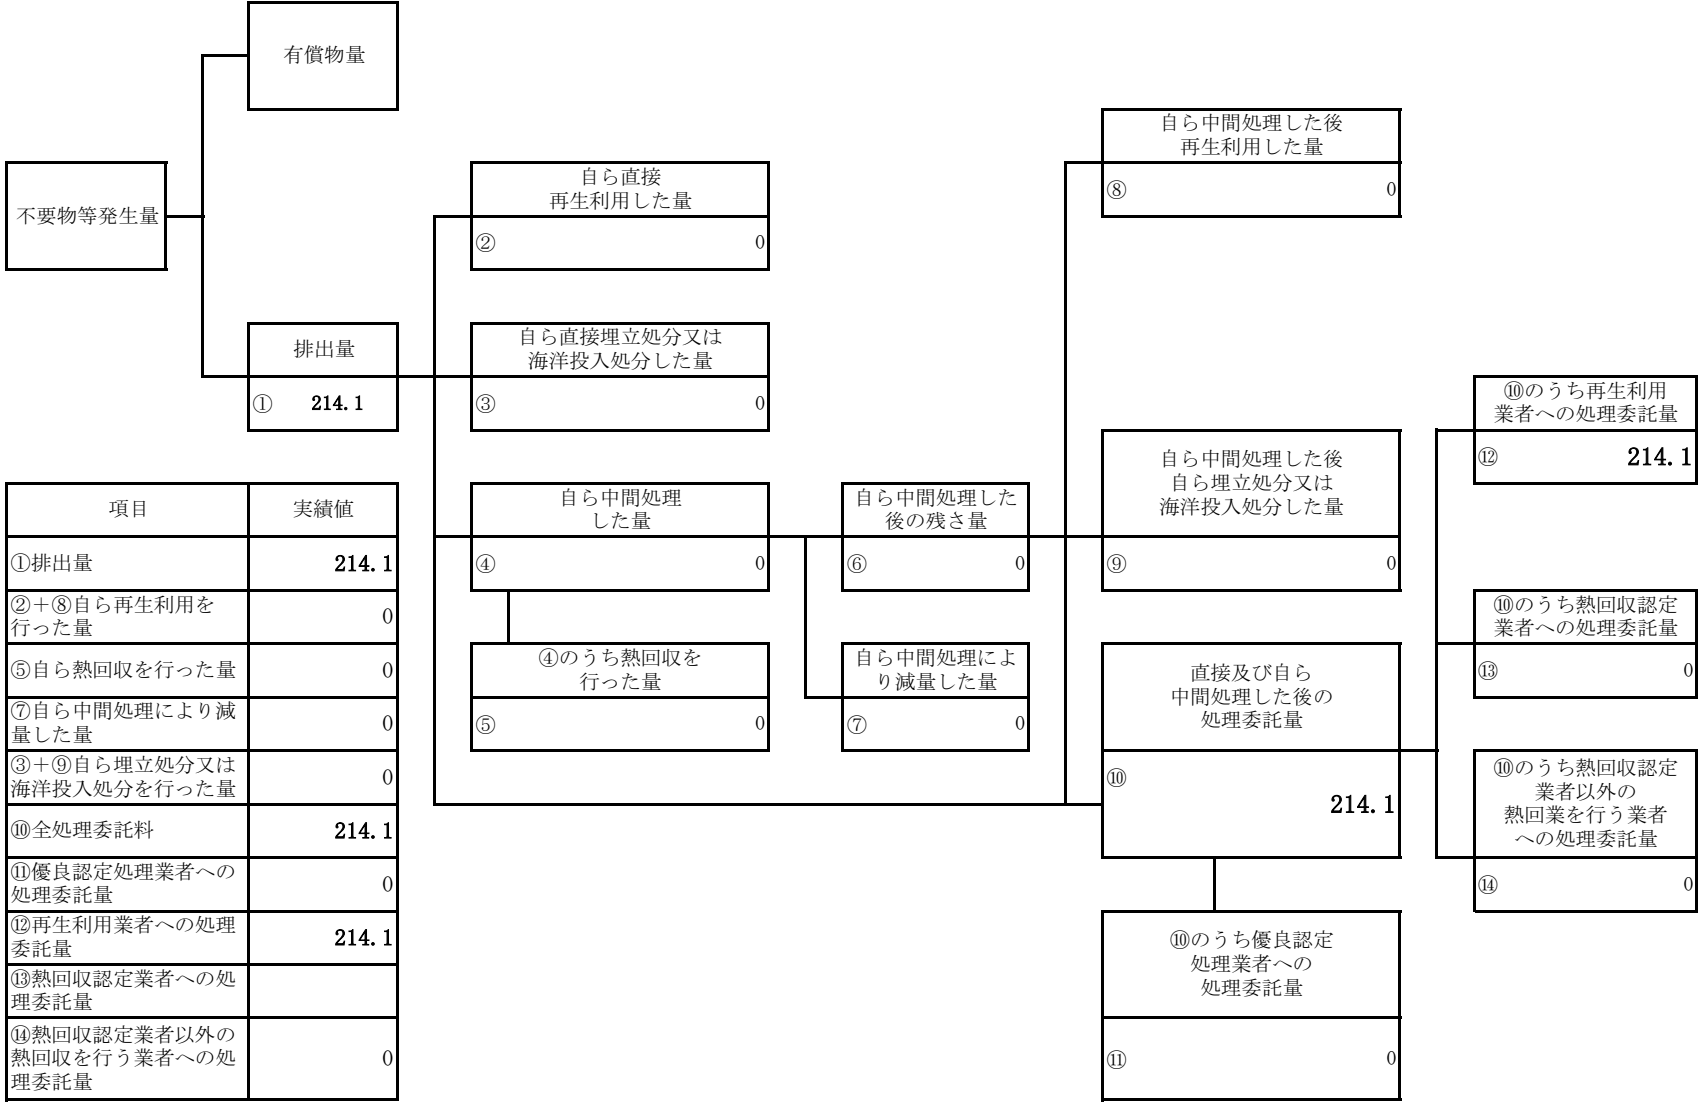 有償物量
不要物等発生量
排出量
① 214.1
自ら直接
再生利用した量
② 0
自ら直接埋立処分又は
海洋投入処分した量
③ 0
自ら中間処理
した量
④ 0
④のうち熱回収を
行った量
⑤ 0
自ら中間処理した
後の残さ量
⑥ 0
自ら中間処理によ
り減量した量
⑦ 0
自ら中間処理した後
再生利用した量
⑧ 0
自ら中間処理した後
自ら埋立処分又は
海洋投入処分した量
⑨ 0
直接及び自ら
中間処理した後の
処理委託量
⑩
214.1
⑩のうち優良認定
処理業者への
処理委託量
⑪ 0
⑩のうち再生利用
業者への処理委託量
⑫ 214.1
⑩のうち熱回収認定
業者への処理委託量
⑬ 0
⑩のうち熱回収認定
業者以外の
熱回業を行う業者
への処理委託量
⑭ 0
項目 実績値
①排出量 214.1
②＋⑧自ら再生利用を
行った量 0
⑤自ら熱回収を行った量 0
⑦自ら中間処理により減
量した量 0
③＋⑨自ら埋立処分又は
海洋投入処分を行った量 0
⑩全処理委託料 214.1
⑪優良認定処理業者への
処理委託量 0
⑫再生利用業者への処理
委託量 214.1
⑬熱回収認定業者への処
理委託量
⑭熱回収認定業者以外の
熱回収を行う業者への処 0
理委託量